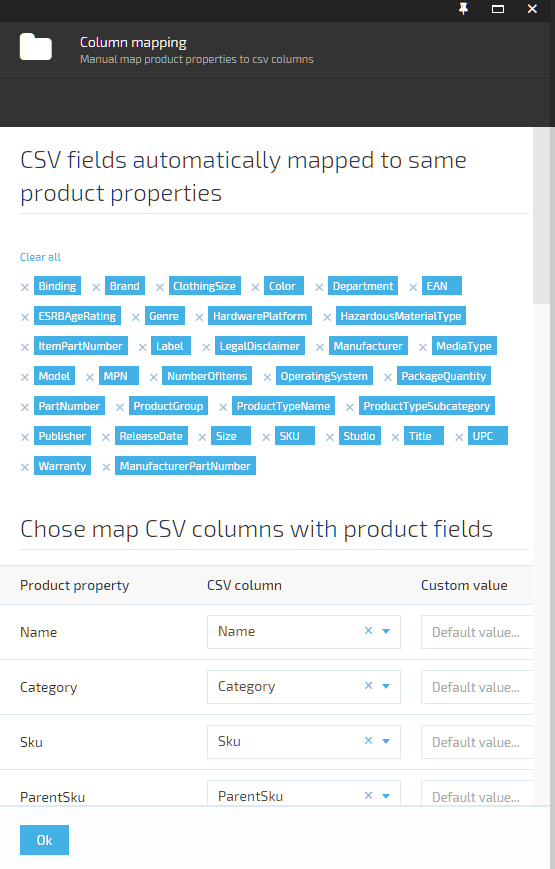 Column mapping
Manual map product properties to csv columns
CSV fields automatically mapped to same
product properties
Clear all
× Binding × Brand × ClothingSize × Color × Department × EAN
× ESRBAgeRating × Genre × HardwarePlatform × HazardousMaterialType
× ItemPartNumber × Label × LegalDisclaimer × Manufacturer × MediaType
× Model × MPN × NumberOfItems × OperatingSystem × PackageQuantity
× PartNumber × ProductGroup × ProductTypeName × ProductTypeSubcategory
× Publisher × ReleaseDate × Size × SKU × Studio × Title × UPC
× Warranty × ManufacturerPartNumber
Chose map CSV columns with product fields
Product property CSV column Custom value
Name Name × Default value...
Category Category × Default value...
Sku Sku × Default value...
ParentSku ParentSku × Default value...
Ok